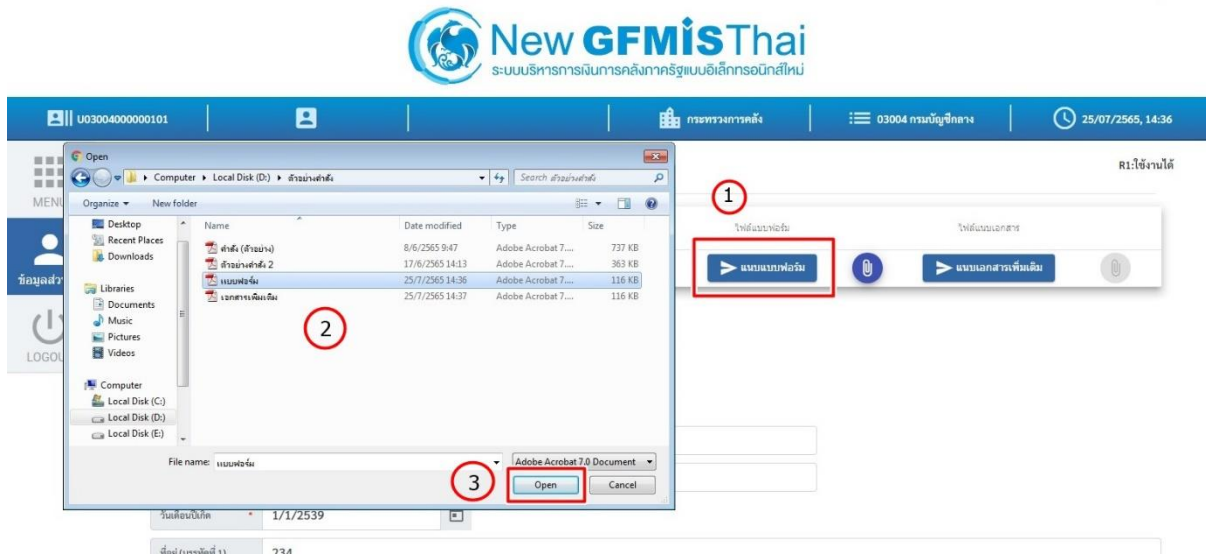 New GFMISThai
ระบบบริหารการเงินการคลังภาครัฐแบบอิเล็กทรอนิกส์ใหม่
U03004000000101
กระทรวงการคลัง
03004 กรมบัญชีกลาง
25/07/2565, 14:36
R1:ใช้งานได้
MENU
ข้อมูลส่ว
LOGOU
1
ไฟล์แบบฟอร์ม
ไฟล์แนบเอกสาร
แนบแบบฟอร์ม
แนบเอกสารเพิ่มเติม
Open
Computer Local Disk (D:) ตัวอย่างคำสั่ง
Search ตัวอย่างคำสั่ง
Organize New folder
Desktop
Recent Places
Downloads
Libraries
Documents
Music
Pictures
Videos
Computer
Local Disk (C:)
Local Disk (D:)
Local Disk (E:)
Name Date modified Type Size
คำสั่ง (ตัวอย่าง) 8/6/2565 9:47 Adobe Acrobat 7.... 737 KB
ตัวอย่างคำสั่ง 2 17/6/2565 14:13 Adobe Acrobat 7.... 363 KB
แบบฟอร์ม 25/7/2565 14:36 Adobe Acrobat 7.... 116 KB
เอกสารเพิ่มเติม 25/7/2565 14:37 Adobe Acrobat 7.... 116 KB
2
File name: แบบฟอร์ม
Adobe Acrobat 7.0 Document
3
Open
Cancel
วันเดือนปีเกิด * 1/1/2539
ที่อยู่ (บรรทัดที่ 1) 234